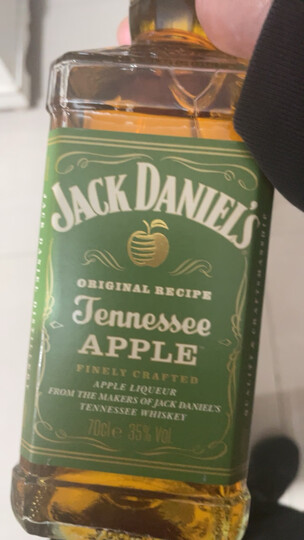 JACK DANIEL'S
ORIGINAL RECIPE
Tennessee
APPLE
FINELY CRAFTED
APPLE LIQUEUR
FROM THE MAKERS OF JACK DANIEL'S
TENNESSEE WHISKEY
70cl e 35% Vol